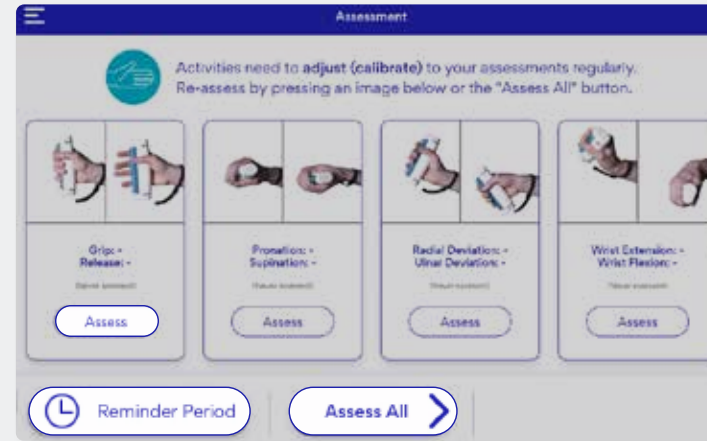 Assessment
Activities need to adjust (calibrate) to your assessments regularly.
Re-assess by pressing an image below or the "Assess All" button.
Grip: -
Release: -
Assess
Pronation: -
Supination: -
Assess
Radial Deviation: -
Ulnar Deviation: -
Assess
Wrist Extension: -
Wrist Flexion: -
Assess
Reminder Period
Assess All